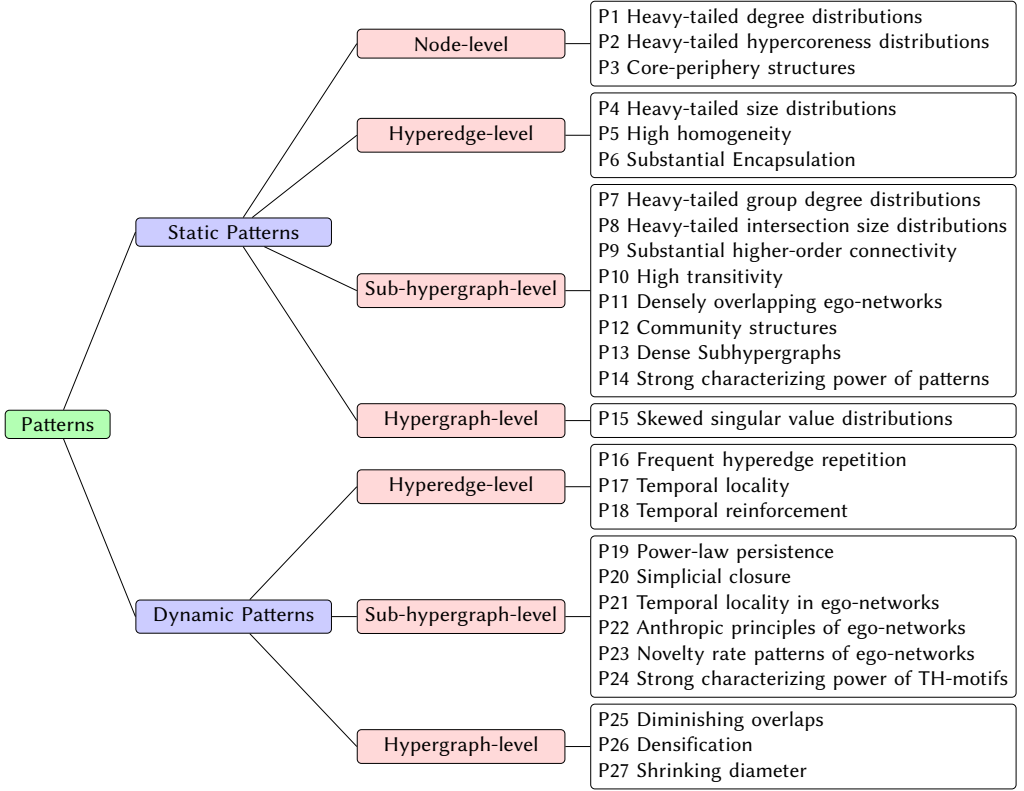 Patterns
Static Patterns
Node-level
P1 Heavy-tailed degree distributions
P2 Heavy-tailed hypercoreness distributions
P3 Core-periphery structures
Hyperedge-level
P4 Heavy-tailed size distributions
P5 High homogeneity
P6 Substantial Encapsulation
Sub-hypergraph-level
P7 Heavy-tailed group degree distributions
P8 Heavy-tailed intersection size distributions
P9 Substantial higher-order connectivity
P10 High transitivity
P11 Densely overlapping ego-networks
P12 Community structures
P13 Dense Subhypergraphs
P14 Strong characterizing power of patterns
Hypergraph-level
P15 Skewed singular value distributions
Dynamic Patterns
Hyperedge-level
P16 Frequent hyperedge repetition
P17 Temporal locality
P18 Temporal reinforcement
Sub-hypergraph-level
P19 Power-law persistence
P20 Simplicial closure
P21 Temporal locality in ego-networks
P22 Anthropic principles of ego-networks
P23 Novelty rate patterns of ego-networks
P24 Strong characterizing power of TH-motifs
Hypergraph-level
P25 Diminishing overlaps
P26 Densification
P27 Shrinking diameter